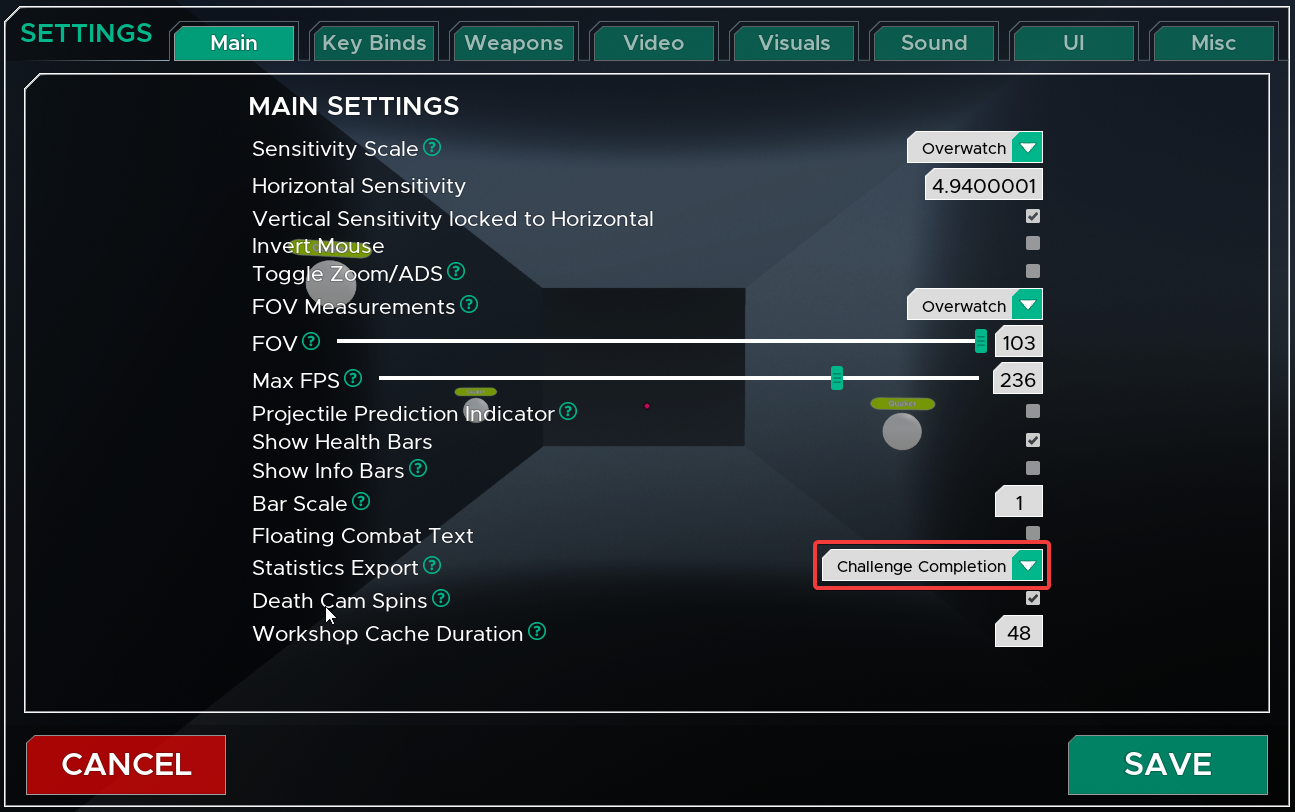 SETTINGS
Main
Key Binds
Weapons
Video
Visuals
Sound
UI
Misc
MAIN SETTINGS
Sensitivity Scale ?
Overwatch
Horizontal Sensitivity
4.9400001
Vertical Sensitivity locked to Horizontal
Invert Mouse
Toggle Zoom/ADS ?
FOV Measurements ?
Overwatch
FOV ?
103
Max FPS ?
236
Projectile Prediction Indicator ?
Show Health Bars
Show Info Bars ?
Bar Scale ?
1
Floating Combat Text
Statistics Export ?
Challenge Completion
Death Cam Spins ?
Workshop Cache Duration ?
48
CANCEL
SAVE